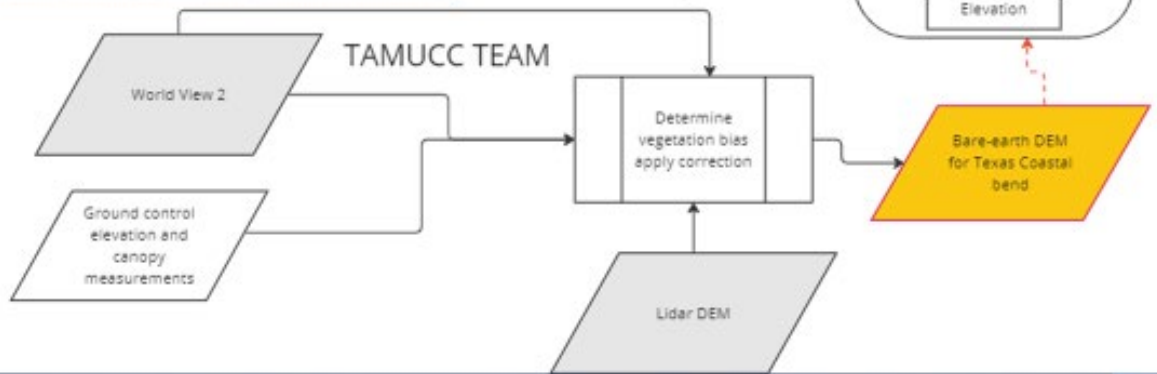 Elevation
TAMUCC TEAM
World View 2
Determine
vegetation bias
apply correction
Bare-earth DEM
for Texas Coastal
bend
Ground control
elevation and
canopy
measurements
Lidar DEM